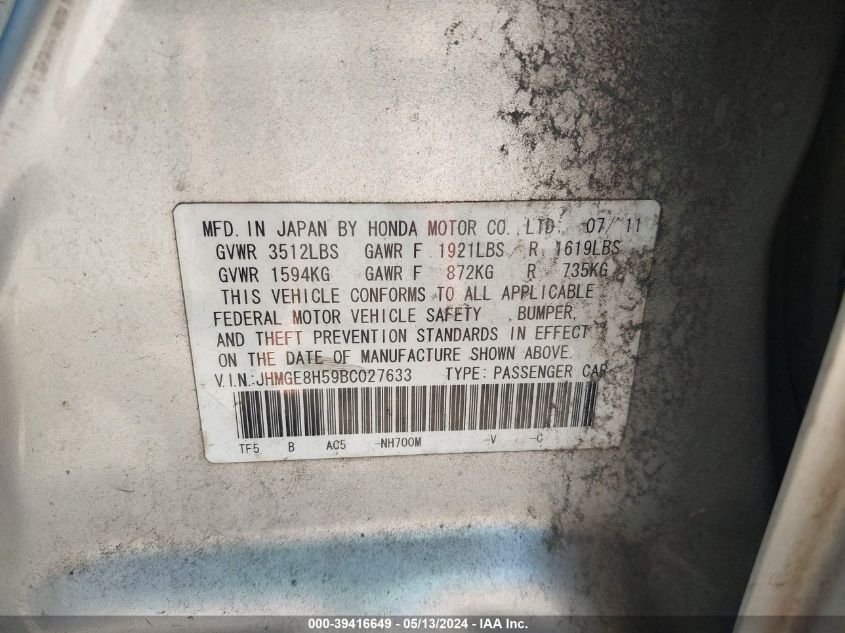 MFD. IN JAPAN BY HONDA MOTOR CO., LTD. 07/11
GVWR 3512LBS GAWR F 1921LBS R 1619LBS
GVWR 1594KG GAWR F 872KG R 735KG
THIS VEHICLE CONFORMS TO ALL APPLICABLE
FEDERAL MOTOR VEHICLE SAFETY , BUMPER,
AND THEFT PREVENTION STANDARDS IN EFFECT
ON THE DATE OF MANUFACTURE SHOWN ABOVE.
V.I.N.:JHMGE8H59BC027633 TYPE: PASSENGER CAR
TF5 B AC5 -NH700M -V -C
000-39416649 - 05/13/2024 - IAA Inc.